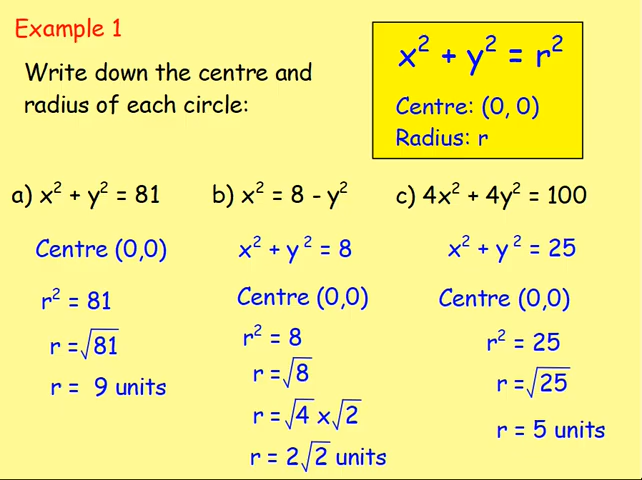 Example 1
Write down the centre and
radius of each circle:
x² + y² = r²
Centre: (0, 0)
Radius: r
a) x² + y² = 81
Centre (0,0)
r² = 81
r = √81
r = 9 units
b) x² = 8 - y²
x² + y ² = 8
Centre (0,0)
r² = 8
r = √8
r = √4 x √2
r = 2√2 units
c) 4x² + 4y² = 100
x² + y ² = 25
Centre (0,0)
r² = 25
r = √25
r = 5 units